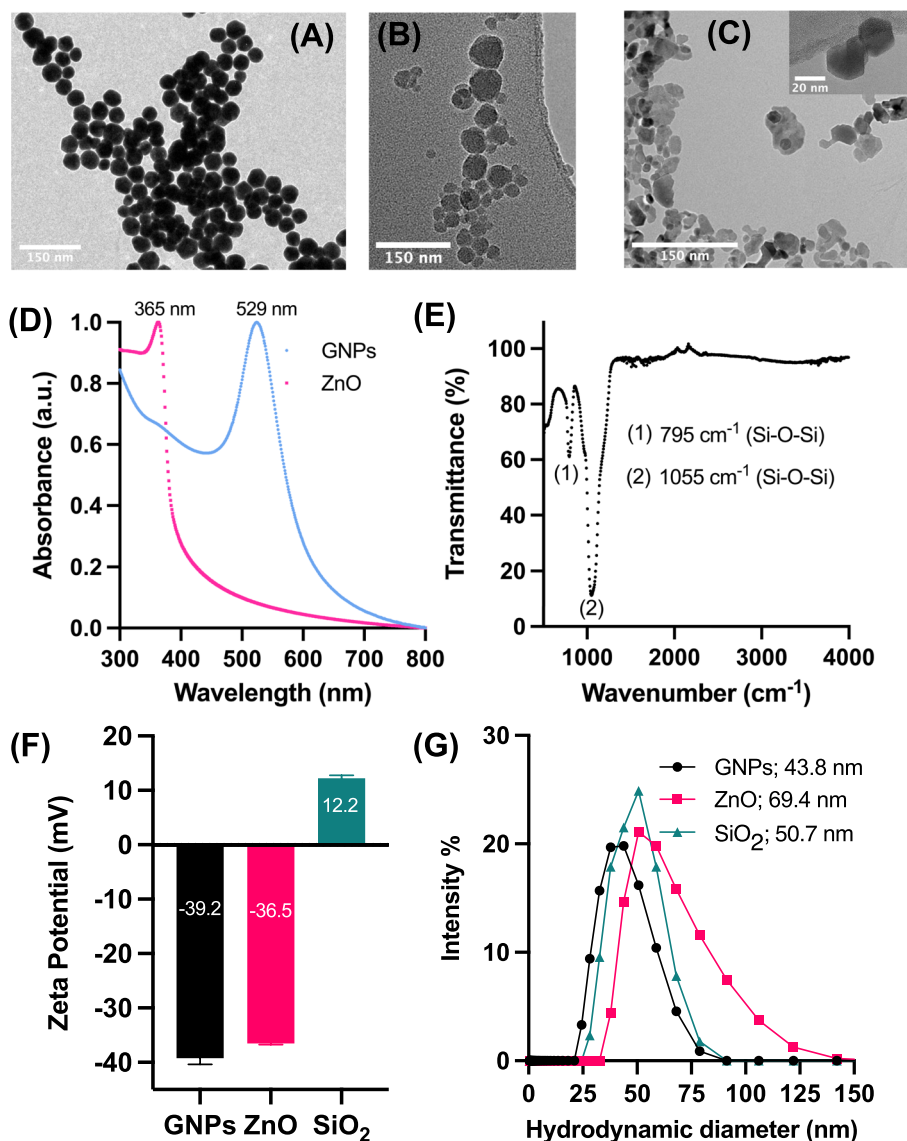 (A)
150 nm
(B)
150 nm
(C)
20 nm
150 nm
(D)
365 nm 529 nm
GNPs
ZnO
1.0
0.8
0.6
0.4
0.2
0.0
Absorbance (a.u.)
300 400 500 600 700 800
Wavelength (nm)
(E)
100
80
60
40
20
0
Transmittance (%)
(1) 795 cm⁻¹ (Si-O-Si)
(2) 1055 cm⁻¹ (Si-O-Si)
(1)
(2)
1000 2000 3000 4000
Wavenumber (cm⁻¹)
(F)
20
10
0
-10
-20
-30
-40
Zeta Potential (mV)
12.2
-39.2
-36.5
GNPs ZnO SiO₂
(G)
30
20
10
0
Intensity %
GNPs; 43.8 nm
ZnO; 69.4 nm
SiO₂; 50.7 nm
0 25 50 75 100 125 150
Hydrodynamic diameter (nm)